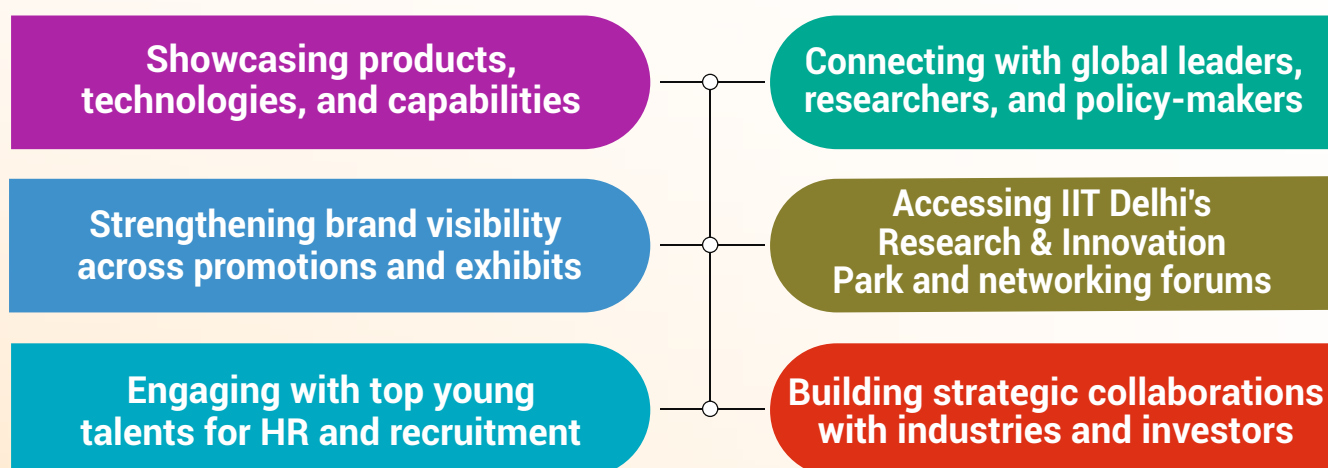 Showcasing products,
technologies, and capabilities
Connecting with global leaders,
researchers, and policy-makers
Strengthening brand visibility
across promotions and exhibits
Accessing IIT Delhi's
Research & Innovation
Park and networking forums
Engaging with top young
talents for HR and recruitment
Building strategic collaborations
with industries and investors